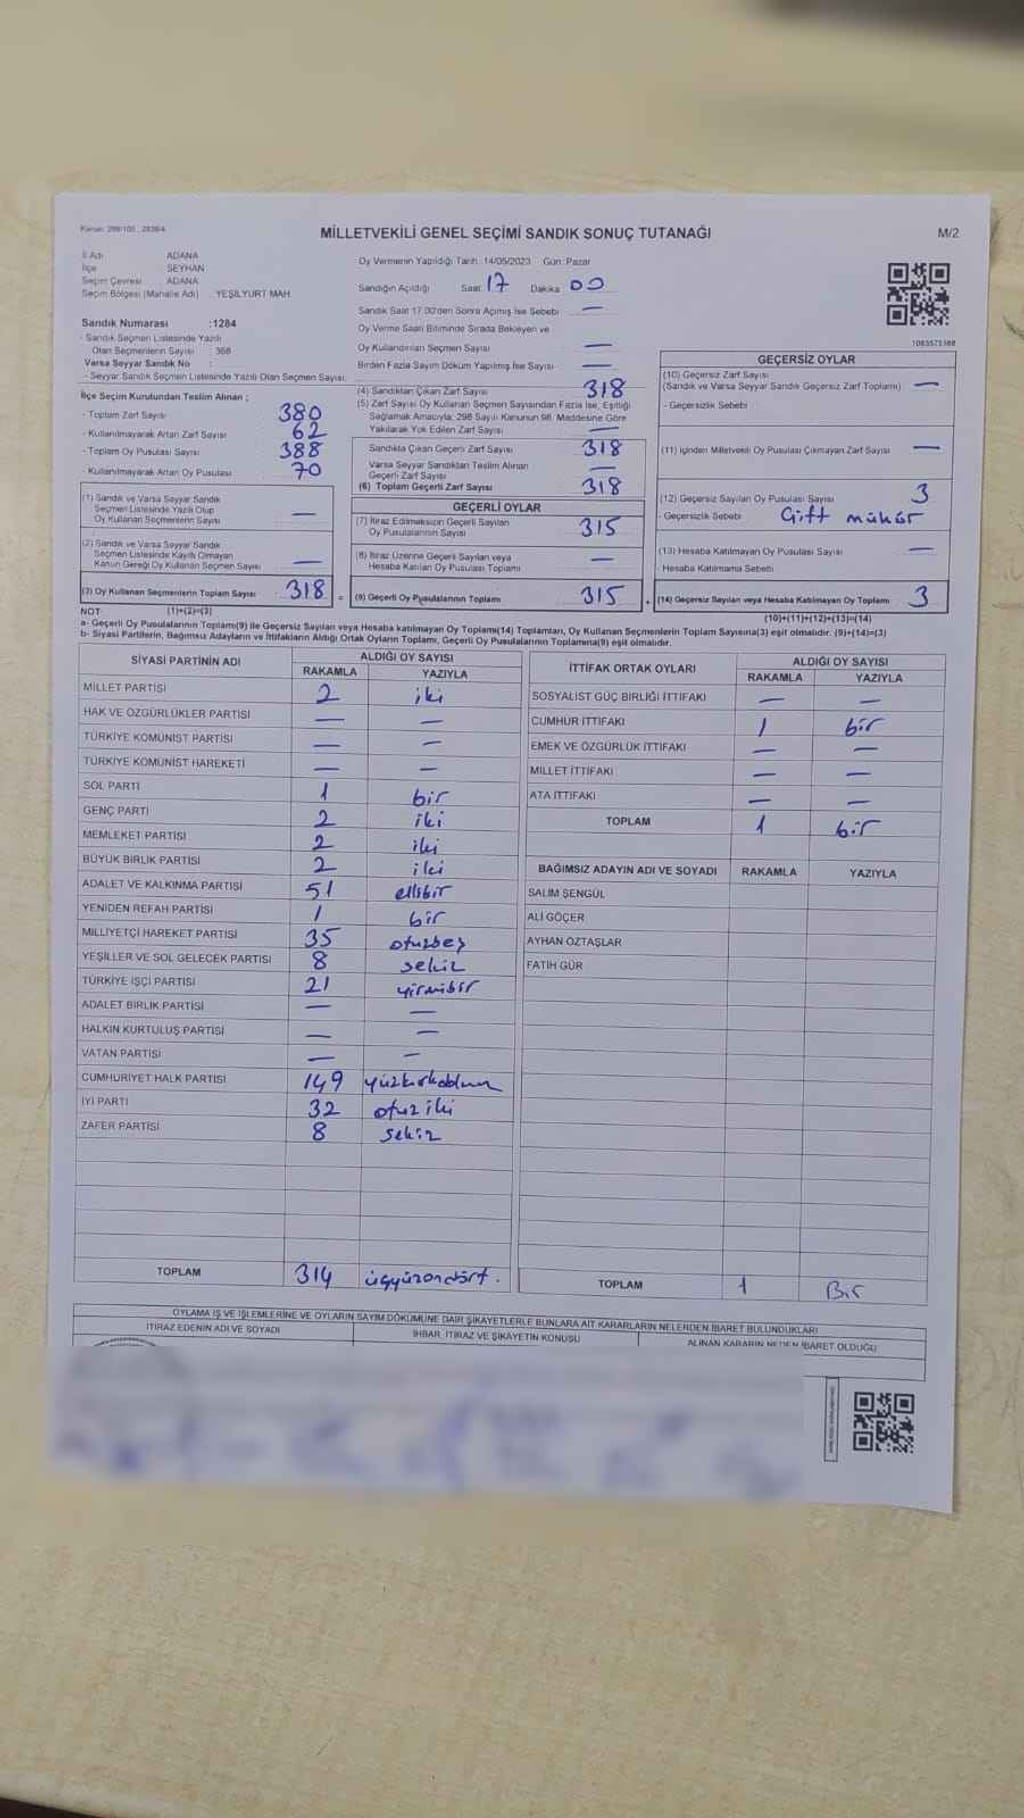 Kanun: 298/105, 2839/4
MİLLETVEKİLİ GENEL SEÇİMİ SANDIK SONUÇ TUTANAĞI
M/2
İl Adı ADANA
İlçe SEYHAN
Seçim Çevresi ADANA
Seçim Bölgesi (Mahalle Adı) : YEŞİLYURT MAH.
Sandık Numarası :1284
- Sandık Seçmen Listesinde Yazılı
Olan Seçmenlerin Sayısı : 368
Varsa Seyyar Sandık No :
- Seyyar Sandık Seçmen Listesinde Yazılı Olan Seçmen Sayısı:
İlçe Seçim Kurulundan Teslim Alınan ;
- Toplam Zarf Sayısı 380
- Kullanılmayarak Artan Zarf Sayısı 62
- Toplam Oy Pusulası Sayısı 388
- Kullanılmayarak Artan Oy Pusulası 70
(1) Sandık ve Varsa Seyyar Sandık
Seçmen Listesinde Yazılı Olup
Oy Kullanan Seçmenlerin Sayısı —
(2) Sandık ve Varsa Seyyar Sandık
Seçmen Listesinde Kayıtlı Olmayan
Kanun Gereği Oy Kullanan Seçmen Sayısı —
(3) Oy Kullanan Seçmenlerin Toplam Sayısı 318 =
(1)+(2)=(3)
Oy Vermenin Yapıldığı Tarih: 14/05/2023 Gün: Pazar
Sandığın Açıldığı Saat: 17 Dakika: 00
Sandık Saat 17.00'den Sonra Açılmış İse Sebebi —
Oy Verme Saati Bitiminde Sırada Bekleyen ve
Oy Kullandırılan Seçmen Sayısı —
Birden Fazla Sayım Döküm Yapılmış İse Sayısı —
(4) Sandıktan Çıkan Zarf Sayısı 318
(5) Zarf Sayısı Oy Kullanan Seçmen Sayısından Fazla İse, Eşitliği
Sağlamak Amacıyla, 298 Sayılı Kanunun 98. Maddesine Göre
Yakılarak Yok Edilen Zarf Sayısı —
Sandıkta Çıkan Geçerli Zarf Sayısı 318
Varsa Seyyar Sandıktan Teslim Alınan
Geçerli Zarf Sayısı —
(6) Toplam Geçerli Zarf Sayısı 318
GEÇERLİ OYLAR
(7) İtiraz Edilmeksizin Geçerli Sayılan
Oy Pusulalarının Sayısı 315
(8) İtiraz Üzerine Geçerli Sayılan veya
Hesaba Katılan Oy Pusulası Toplamı —
(9) Geçerli Oy Pusulalarının Toplamı 315 +
1083575188
GEÇERSİZ OYLAR
(10) Geçersiz Zarf Sayısı
(Sandık ve Varsa Seyyar Sandık Geçersiz Zarf Toplamı) —
- Geçersizlik Sebebi :
(11) İçinden Milletvekili Oy Pusulası Çıkmayan Zarf Sayısı —
(12) Geçersiz Sayılan Oy Pusulası Sayısı 3
- Geçersizlik Sebebi : Çift mühür
(13) Hesaba Katılmayan Oy Pusulası Sayısı —
- Hesaba Katılmama Sebebi
(14) Geçersiz Sayılan veya Hesaba Katılmayan Oy Toplamı 3
(10)+(11)+(12)+(13)=(14)
NOT:
a- Geçerli Oy Pusulaları Toplamı(9) ile Geçersiz Sayılan veya Hesaba katılmayan Oy Toplamı(14) Toplamları, Oy Kullanan Seçmenlerin Toplam Sayısına(3) eşit olmalıdır. (9)+(14)=(3)
b- Siyasi Partilerin, Bağımsız Adayların ve İttifakların Aldığı Ortak Oyların Toplamı, Geçerli Oy Pusulalarının Toplamına(9) eşit olmalıdır.
SİYASİ PARTİNİN ADI ALDIĞI OY SAYISI
RAKAMLA YAZIYLA
MİLLET PARTİSİ 2 iki
HAK VE ÖZGÜRLÜKLER PARTİSİ — —
TÜRKİYE KOMÜNİST PARTİSİ — —
TÜRKİYE KOMÜNİST HAREKETİ — —
SOL PARTİ 1 bir
GENÇ PARTİ 2 iki
MEMLEKET PARTİSİ 2 iki
BÜYÜK BİRLİK PARTİSİ 2 iki
ADALET VE KALKINMA PARTİSİ 51 ellibir
YENİDEN REFAH PARTİSİ 1 bir
MİLLİYETÇİ HAREKET PARTİSİ 35 otuzbeş
YEŞİLLER VE SOL GELECEK PARTİSİ 8 sekiz
TÜRKİYE İŞÇİ PARTİSİ 21 yirmibir
ADALET BİRLİK PARTİSİ — —
HALKIN KURTULUŞ PARTİSİ — —
VATAN PARTİSİ — —
CUMHURİYET HALK PARTİSİ 149 yüzkırkdokuz
İYİ PARTİ 32 otuz iki
ZAFER PARTİSİ 8 sekiz
TOPLAM 314 üçyüzondört.
İTTİFAK ORTAK OYLARI ALDIĞI OY SAYISI
RAKAMLA YAZIYLA
SOSYALİST GÜÇ BİRLİĞİ İTTİFAKI — —
CUMHUR İTTİFAKI 1 bir
EMEK VE ÖZGÜRLÜK İTTİFAKI — —
MİLLET İTTİFAKI — —
ATA İTTİFAKI — —
TOPLAM 1 bir
BAĞIMSIZ ADAYIN ADI VE SOYADI RAKAMLA YAZIYLA
SALİM ŞENGÜL
ALİ GÖÇER
AYHAN ÖZTAŞLAR
FATİH GÜR
TOPLAM 1 Bir
OYLAMA İŞ VE İŞLEMLERİNE VE OYLARIN SAYIM DÖKÜMÜNE DAİR ŞİKAYETLERLE BUNLARA AİT KARARLARIN NELERDEN İBARET BULUNDUKLARI
İTİRAZ EDENİN ADI VE SOYADI İHBAR, İTİRAZ VE ŞİKAYETİN KONUSU ALINAN KARARIN NEDEN İBARET OLDUĞU